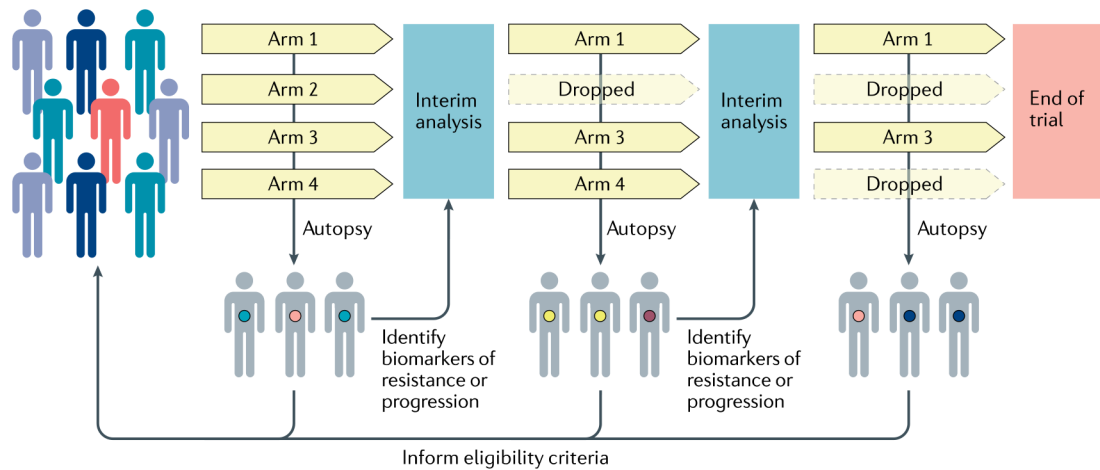 Arm 1
Arm 2
Arm 3
Arm 4
Interim
analysis
Autopsy
Identify
biomarkers of
resistance or
progression
Arm 1
Dropped
Arm 3
Arm 4
Interim
analysis
Autopsy
Identify
biomarkers of
resistance or
progression
Arm 1
Dropped
Arm 3
Dropped
End of
trial
Autopsy
Inform eligibility criteria